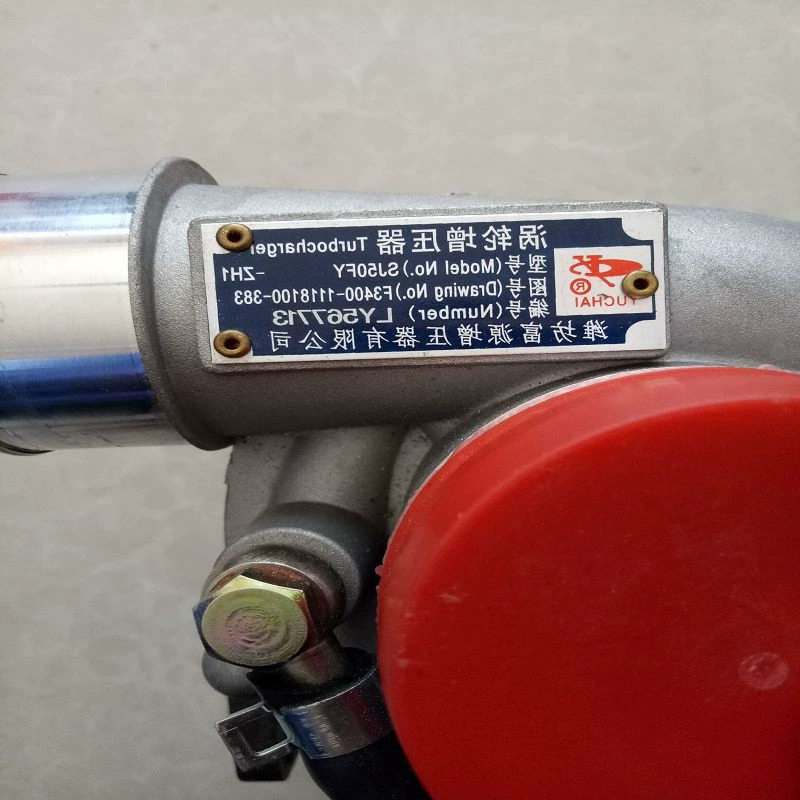 涡轮增压器 Turbocharger
型号(Model No.)SJ50FY -ZH1
图号(Drawing No.)F3400-1118100-383
编号(Number) LY567713
潍坊富源增压器有限公司
YUCHAI
®